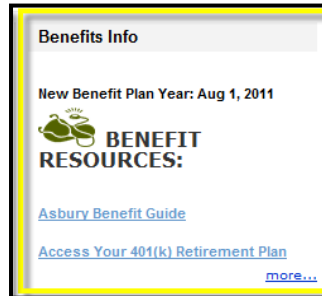 Benefits Info
New Benefit Plan Year: Aug 1, 2011
BENEFIT
RESOURCES:
Asbury Benefit Guide
Access Your 401(k) Retirement Plan
more...